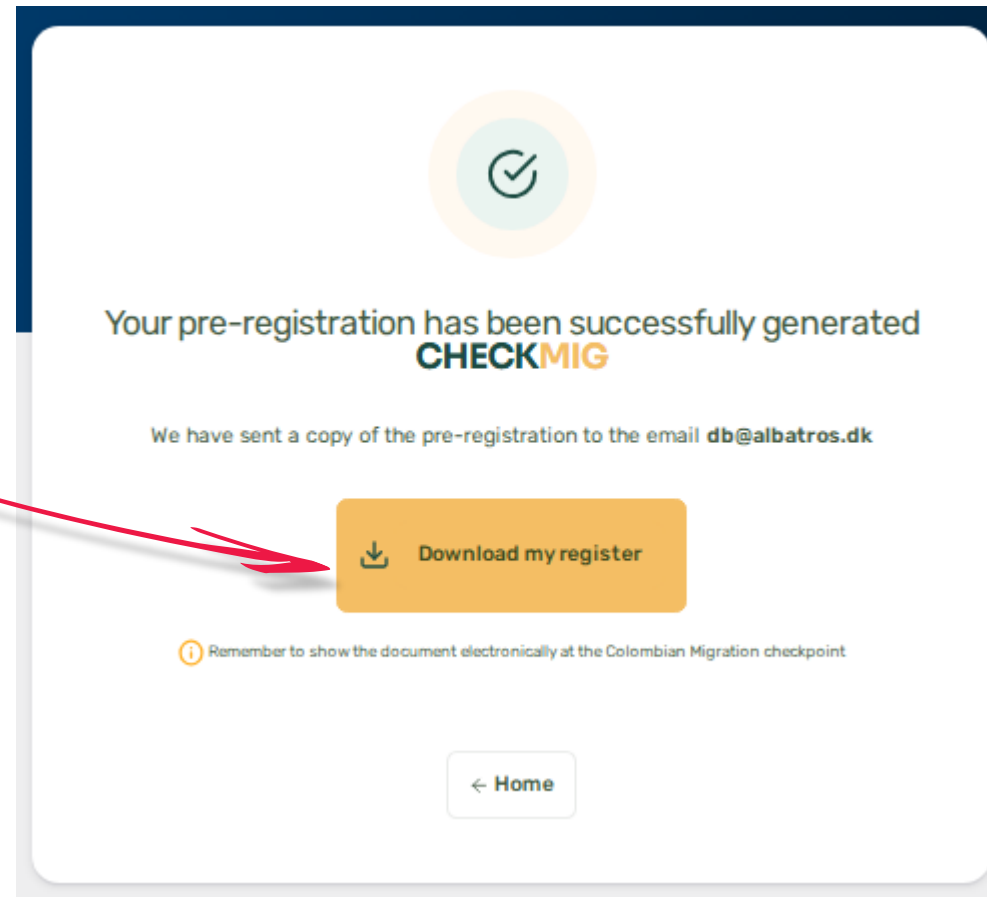 Your pre-registration has been successfully generated
CHECKMIG
We have sent a copy of the pre-registration to the email db@albatros.dk
Download my register
Remember to show the document electronically at the Colombian Migration checkpoint
← Home